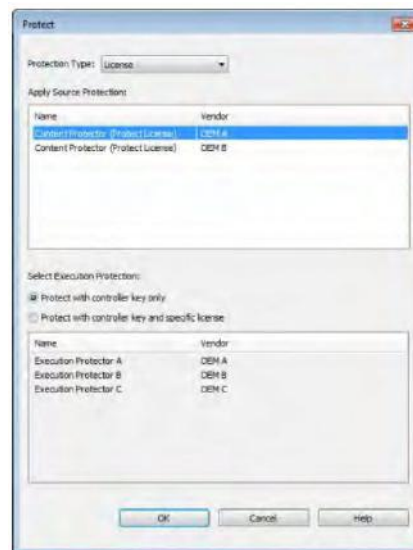 Protect
Protection Type: License
Apply Source Protection:
Name Vendor
Content Protector (Protect License) OEM A
Content Protector (Protect License) OEM B
Select Execution Protection:
Protect with controller key only
Protect with controller key and specific license
Name Vendor
Execution Protector A OEM A
Execution Protector B OEM B
Execution Protector C OEM C
OK Cancel Help